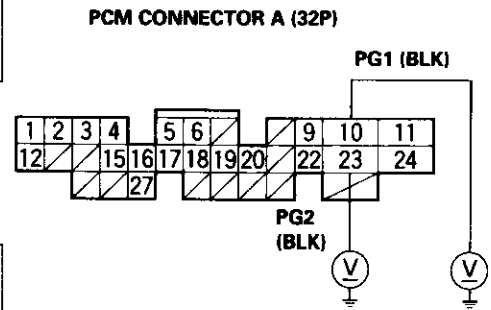 PCM CONNECTOR A (32P)
PG1 (BLK)
1 2 3 4 5 6 9 10 11
12 15 16 17 18 19 20 22 23 24
27
PG2
(BLK)
V V